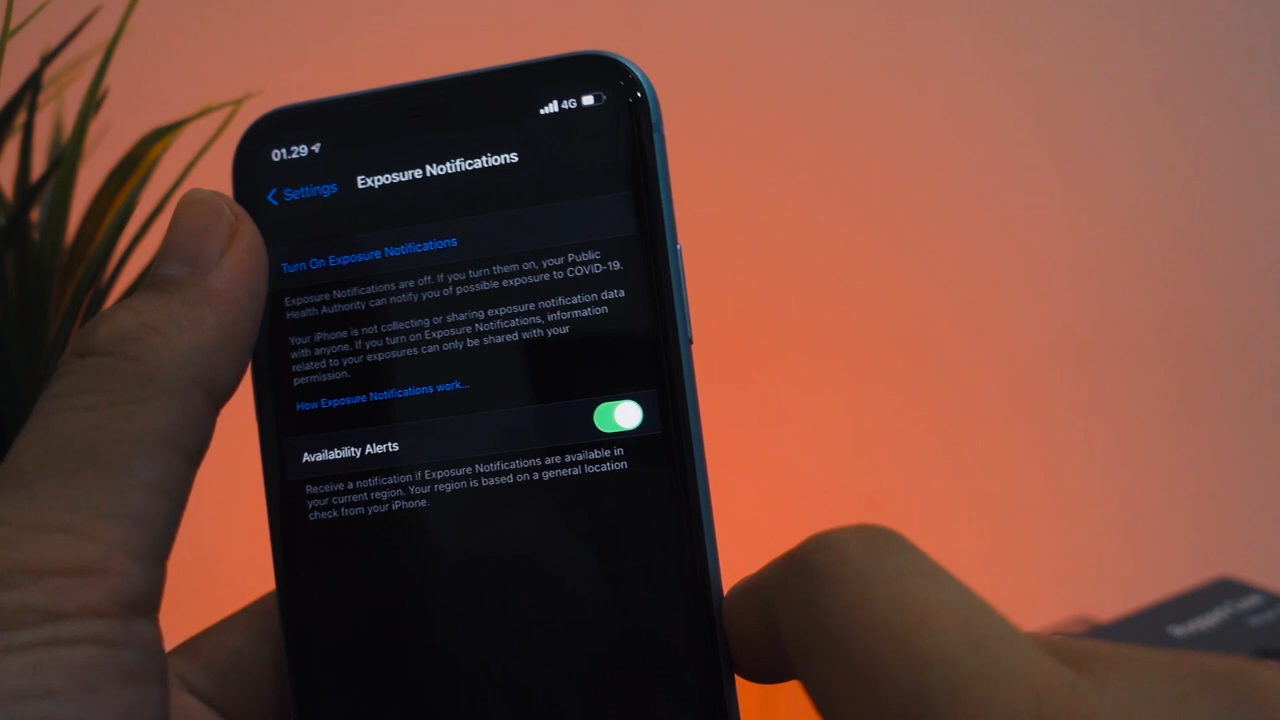 4G
01.29
Settings
Exposure Notifications
Turn On Exposure Notifications
Exposure Notifications are off. If you turn them on, your Public
Health Authority can notify you of possible exposure to COVID-19.
Your iPhone is not collecting or sharing exposure notification data
with anyone. If you turn on Exposure Notifications, information
related to your exposures can only be shared with your
permission.
How Exposure Notifications work...
Availability Alerts
Receive a notification if Exposure Notifications are available in
your current region. Your region is based on a general location
check from your iPhone.